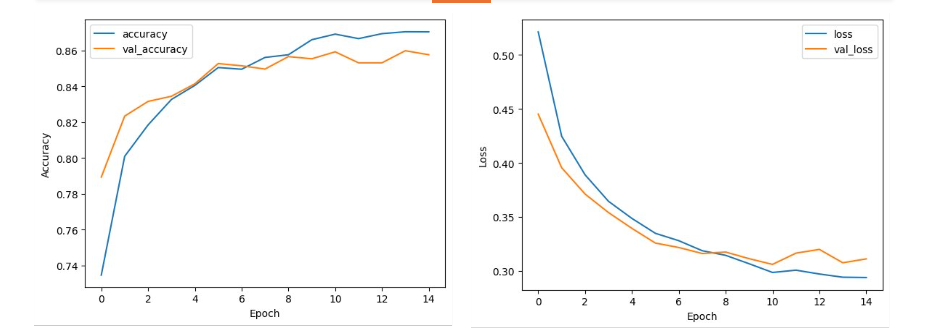 accuracy
val_accuracy
0.86
0.84
0.82
0.80
0.78
0.76
0.74
Accuracy
0 2 4 6 8 10 12 14
Epoch
loss
val_loss
0.50
0.45
0.40
0.35
0.30
Loss
0 2 4 6 8 10 12 14
Epoch